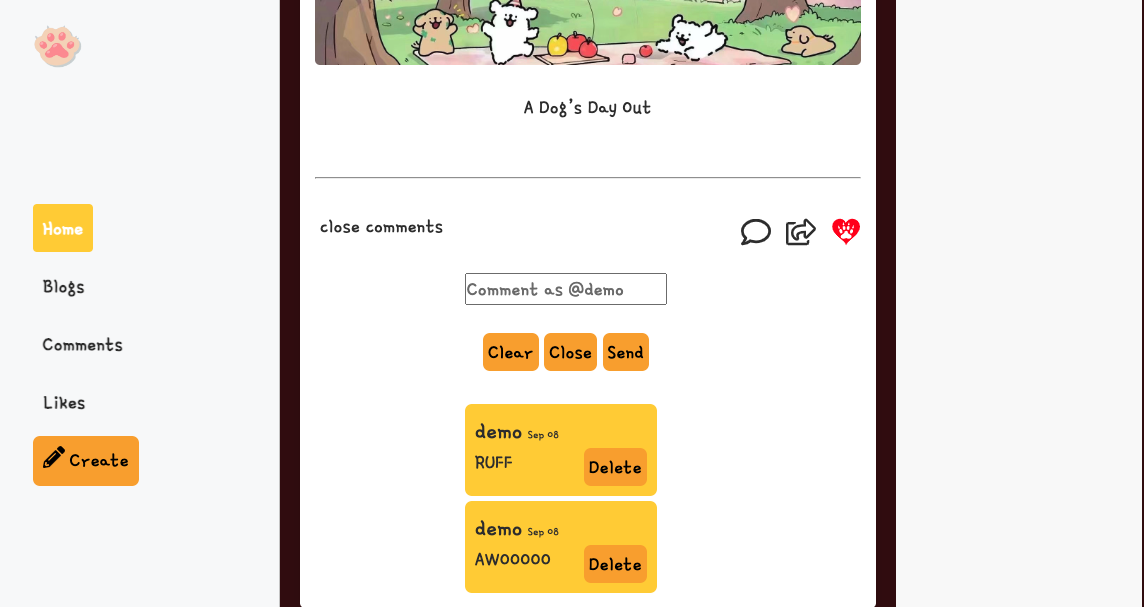 A Dog's Day Out
Home
Blogs
Comments
Likes
Create
close comments
Comment as @demo
Clear Close Send
demo Sep 08
RUFF
Delete
demo Sep 08
AWOOOOO
Delete